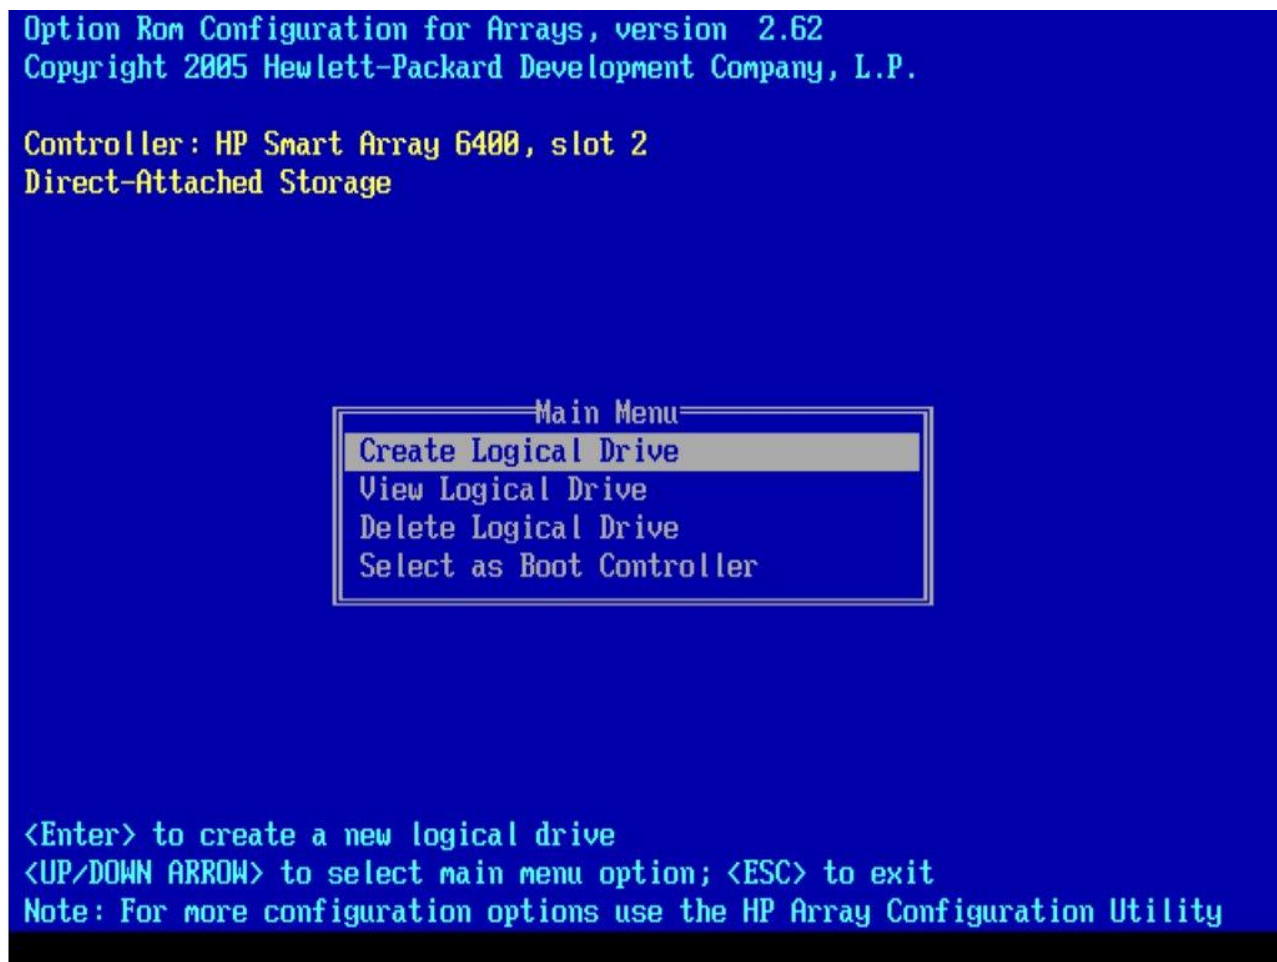 Option Rom Configuration for Arrays, version  2.62
Copyright 2005 Hewlett-Packard Development Company, L.P.
Controller: HP Smart Array 6400, slot 2
Direct-Attached Storage
Main Menu
Create Logical Drive
View Logical Drive
Delete Logical Drive
Select as Boot Controller
<Enter> to create a new logical drive
<UP/DOWN ARROW> to select main menu option; <ESC> to exit
Note: For more configuration options use the HP Array Configuration Utility